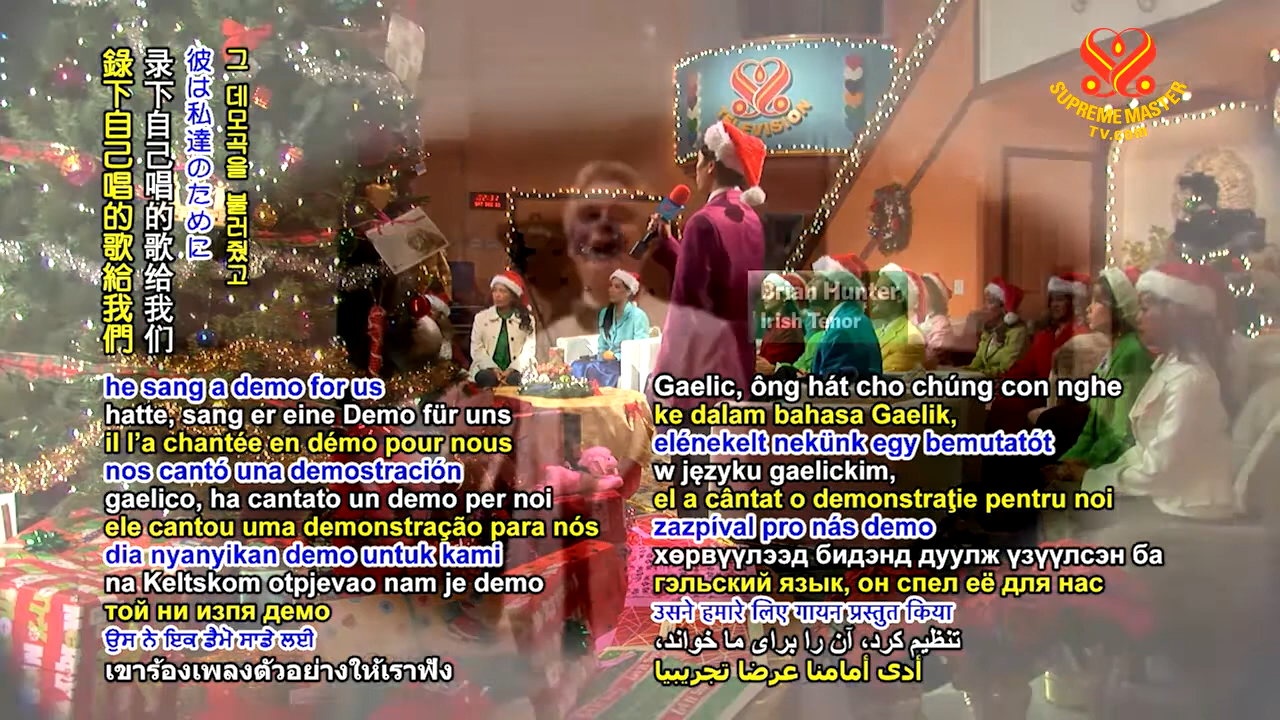 錄下自己唱的歌給我們
录下自己唱的歌给我们
彼は私達のために
그 데모곡을 불러줬고
TELEVISION
SUPREME MASTER
TV.com
Brian Hunter,
Irish Tenor
he sang a demo for us
hatte, sang er eine Demo für uns
il l'a chantée en démo pour nous
nos cantó una demostración
gaelico, ha cantato un demo per noi
ele cantou uma demonstração para nós
dia nyanyikan demo untuk kami
na Keltskom otpjevao nam je demo
той ни изпя демо
ਉਸ ਨੇ ਇਕ ਡੈਮੋ ਸਾਡੇ ਲਈ
เขาร้องเพลงตัวอย่างให้เราฟัง
Gaelic, ông hát cho chúng con nghe
ke dalam bahasa Gaelik,
elénekelt nekünk egy bemutatót
w języku gaelickim,
el a cântat o demonstraţie pentru noi
zazpíval pro nás demo
хөрвүүлээд бидэнд дуулж үзүүлсэн ба
гэльский язык, он спел её для нас
उसने हमारे लिए गायन प्रस्तुत किया
تنظیم کرد، آن را برای ما خواند،
أدى أمامنا عرضا تجريبيا